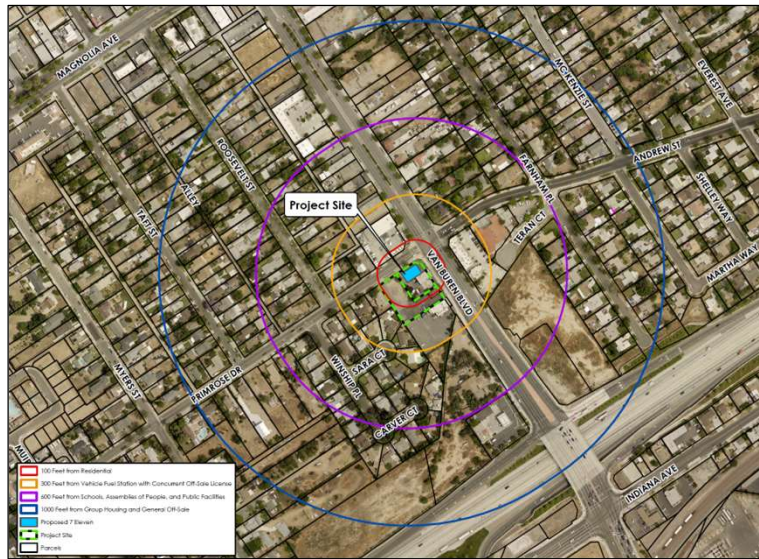 MAGNOLIA AVE
EVEREST AVE
MCKENZIE ST
ROOSEVELT ST
ANDREW ST
FARNHAM PL
ALLEY
SHELLEY WAY
TAFT ST
Project Site
TERAN CT
VAN BUREN BLVD
MARTHA WAY
MYERS ST
SARA CT
WINSHIP PL
PRIMROSE DR
CARVER CT
INDIANA AVE
100 Feet from Residential
300 Feet from Vehicle Fuel Station with Concurrent Off-Sale License
600 Feet from Schools, Assemblies of People, and Public Facilities
1000 Feet from Group Housing and General Off-Sale
Proposed 7 Eleven
Project Site
Parcels